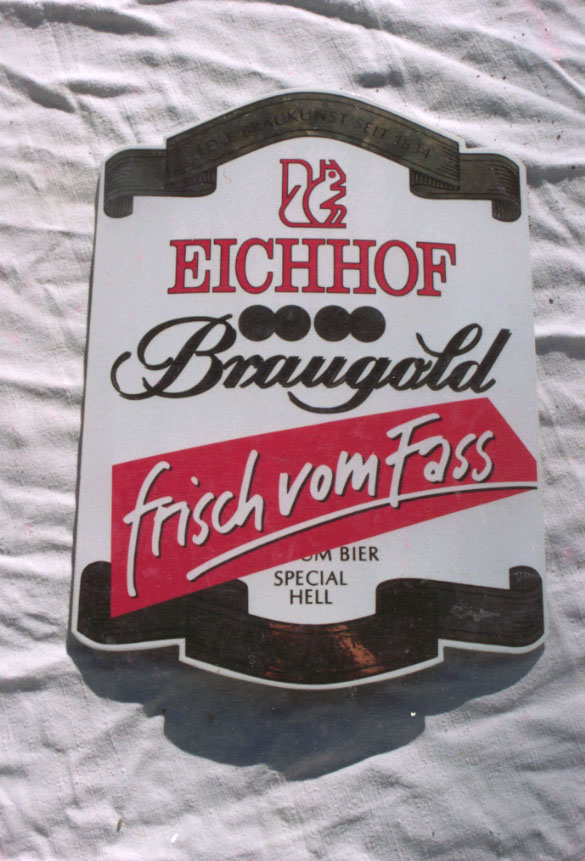 BRAUKUNST SEIT 1834
EICHHOF
Braugold
frisch vom Fass
BIER
SPECIAL
HELL